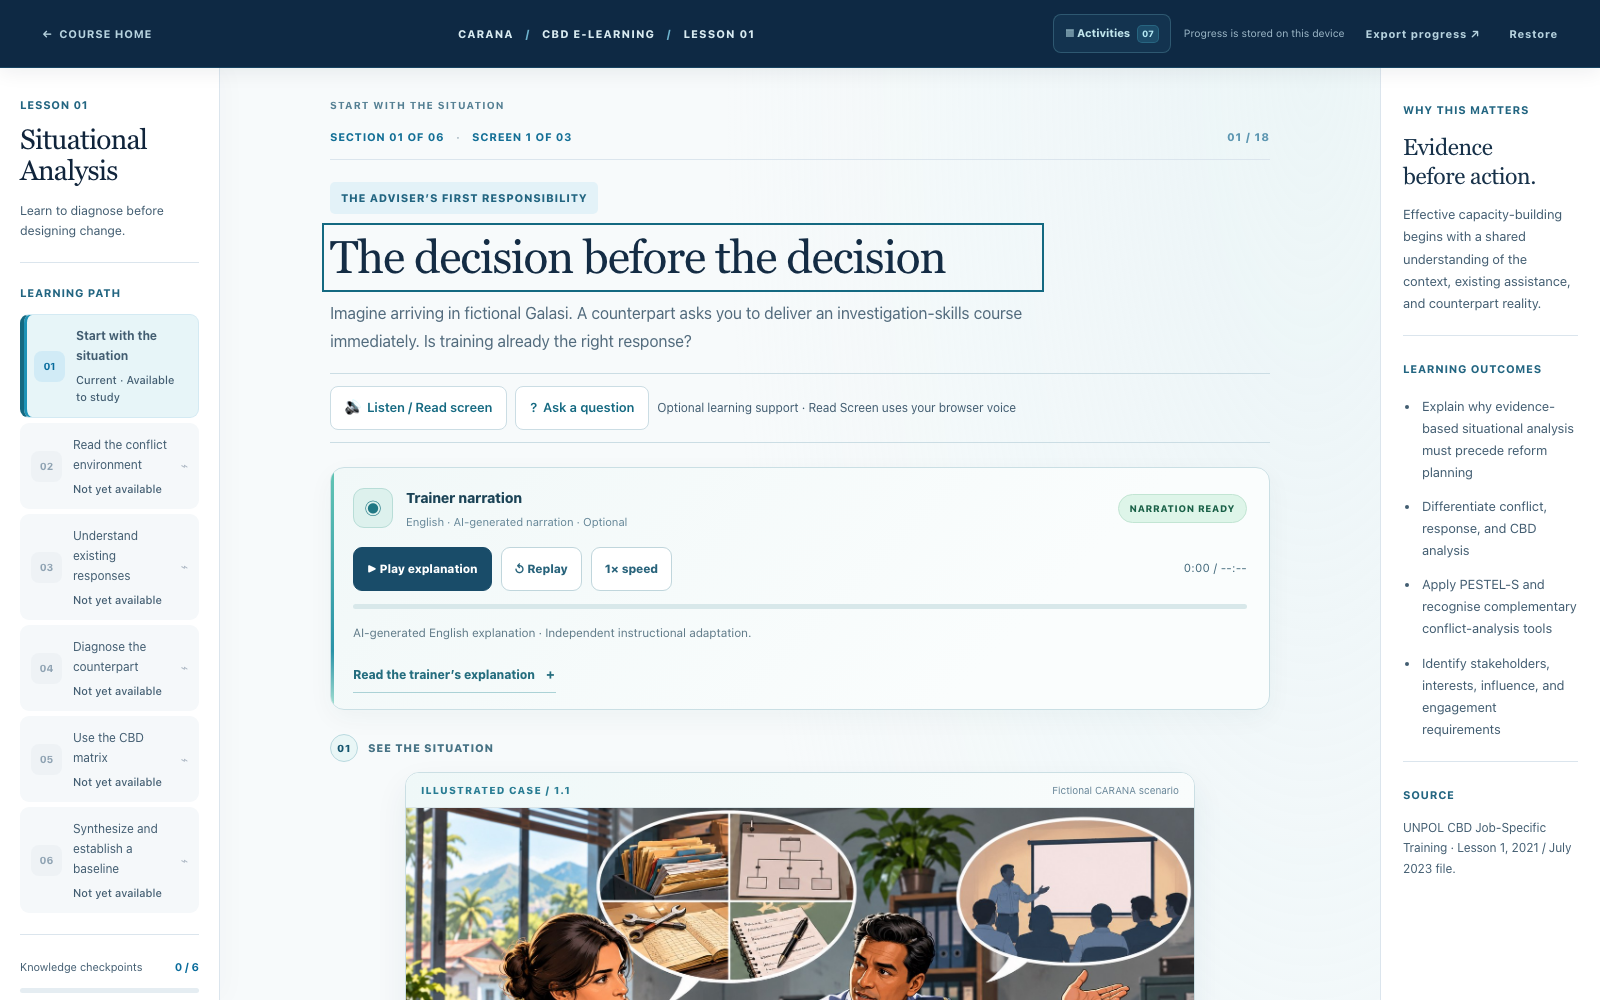 ← COURSE HOME
CARANA / CBD E-LEARNING / LESSON 01
Activities 07
Progress is stored on this device
Export progress ↗
Restore
LESSON 01
Situational
Analysis
Learn to diagnose before
designing change.
LEARNING PATH
01
Start with the
situation
Current · Available
to study
02
Read the conflict
environment
Not yet available
03
Understand
existing
responses
Not yet available
04
Diagnose the
counterpart
Not yet available
05
Use the CBD
matrix
Not yet available
06
Synthesize and
establish a
baseline
Not yet available
Knowledge checkpoints 0 / 6
START WITH THE SITUATION
SECTION 01 OF 06 · SCREEN 1 OF 03
01 / 18
THE ADVISER’S FIRST RESPONSIBILITY
The decision before the decision
Imagine arriving in fictional Galasi. A counterpart asks you to deliver an investigation-skills course
immediately. Is training already the right response?
Listen / Read screen
? Ask a question
Optional learning support · Read Screen uses your browser voice
Trainer narration
English · AI-generated narration · Optional
NARRATION READY
▶ Play explanation
↺ Replay
1× speed
0:00 / --:--
AI-generated English explanation · Independent instructional adaptation.
Read the trainer’s explanation +
01 SEE THE SITUATION
ILLUSTRATED CASE / 1.1
Fictional CARANA scenario
WHY THIS MATTERS
Evidence
before action.
Effective capacity-building
begins with a shared
understanding of the
context, existing assistance,
and counterpart reality.
LEARNING OUTCOMES
• Explain why evidence-
based situational analysis
must precede reform
planning
• Differentiate conflict,
response, and CBD
analysis
• Apply PESTEL-S and
recognise complementary
conflict-analysis tools
• Identify stakeholders,
interests, influence, and
engagement
requirements
SOURCE
UNPOL CBD Job-Specific
Training · Lesson 1, 2021 / July
2023 file.